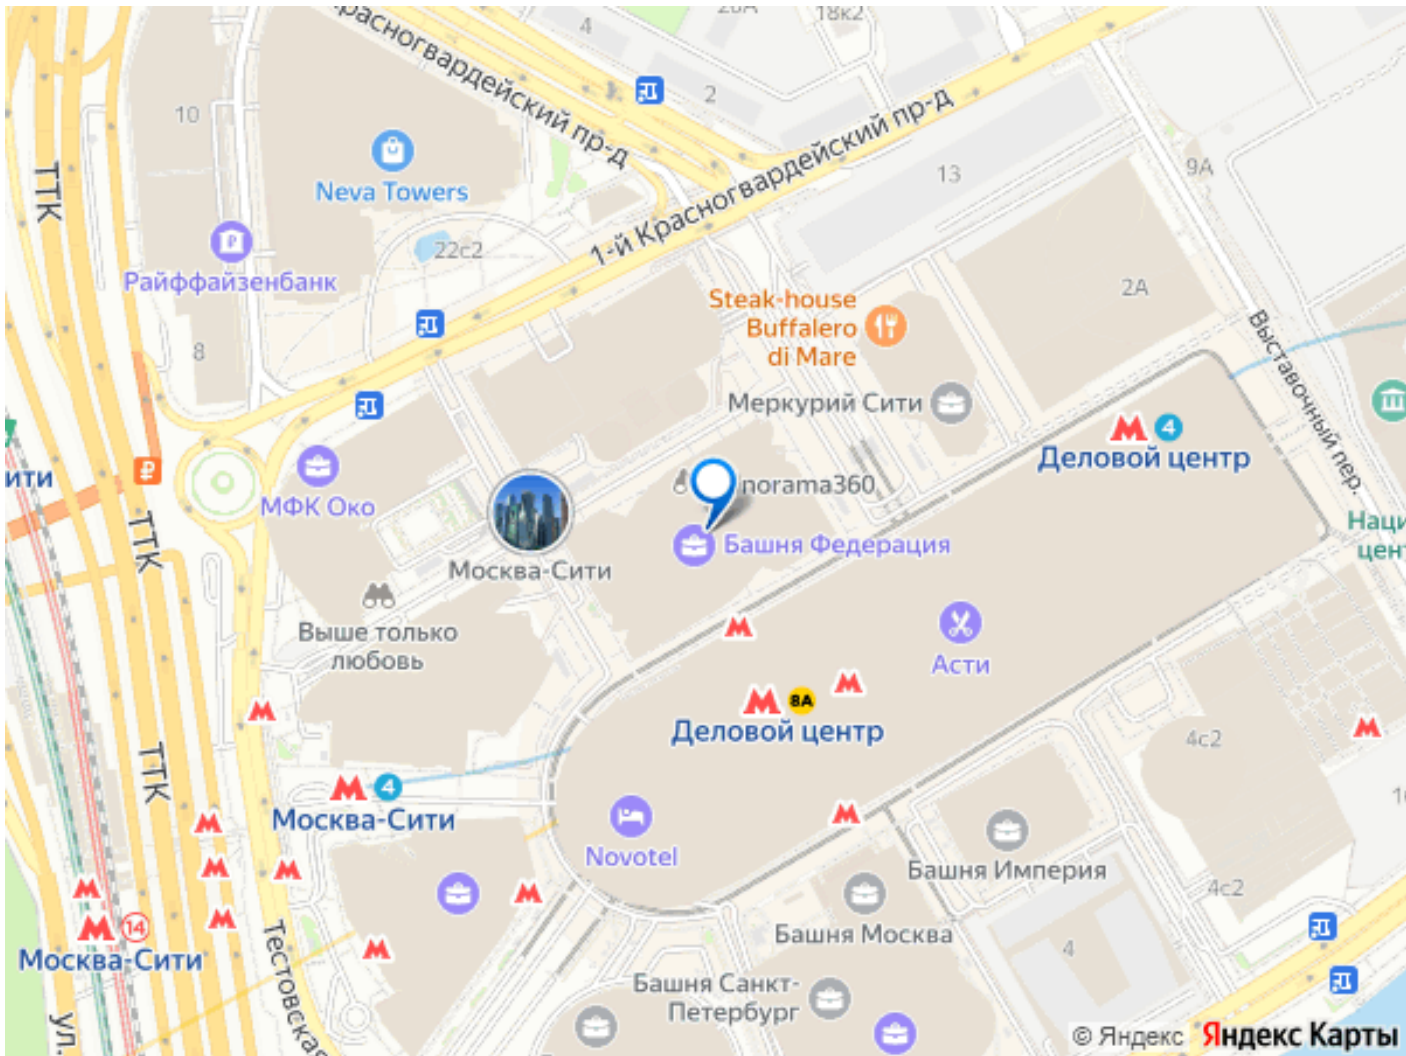 Красногвардейский пр-д
4
2
18к2
10
Neva Towers
ТТК
1-й Красногвардейский пр-д
13
9А
22с2
Райффайзенбанк
2А
Steak-house
Buffalero
di Mare
8
Выставочный пер.
Меркурий Сити
4
Деловой центр
ити
₽
МФК Око
norama360
Башня Федерация
Москва-Сити
ТТК
Наци
цент
Выше только
любовь
Асти
8А
Деловой центр
4с2
ТТК
4
Москва-Сити
Novotel
Башня Империя
4с2
14
Москва-Сити
Тестовская
Башня Москва
4
Башня Санкт-
Петербург
ул.
© Яндекс Яндекс Карты